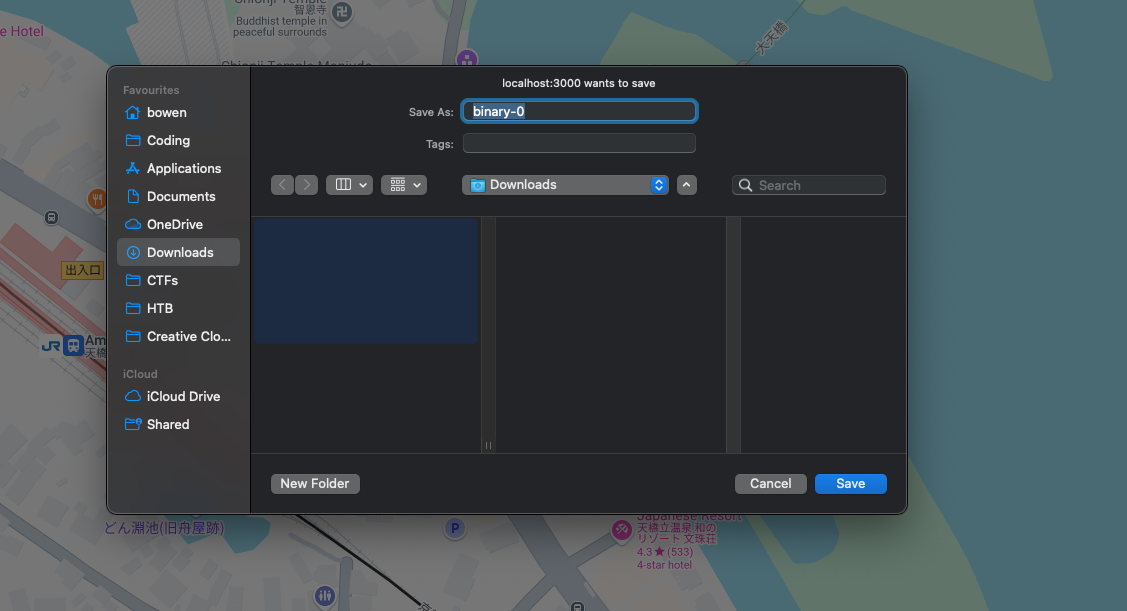 Chionji Temple
智恩寺
Buddhist temple in
peaceful surrounds
e Hotel
大天橋
Chionji Temple Monjudo
localhost:3000 wants to save
Save As:
binary-0
Tags:
Downloads
Search
Favourites
bowen
Coding
Applications
Documents
OneDrive
Downloads
CTFs
HTB
Creative Clo...
iCloud
iCloud Drive
Shared
出入口
JR
Am
天橋
New Folder
Cancel
Save
どん淵池(旧舟屋跡)
P
Japanese Resort
天橋立温泉 和の
リゾート 文珠荘
4.3★(533)
4-star hotel